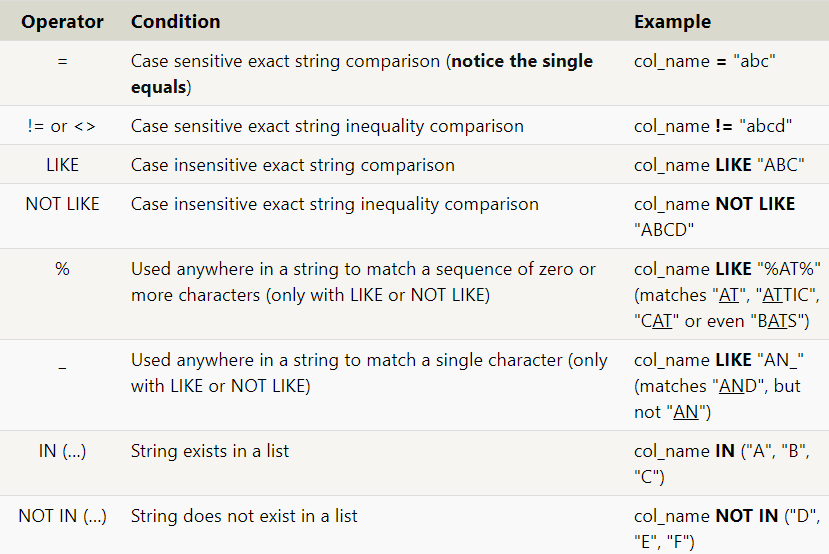 Operator Condition Example
= Case sensitive exact string comparison (notice the single equals) col_name = "abc"
!= or <> Case sensitive exact string inequality comparison col_name != "abcd"
LIKE Case insensitive exact string comparison col_name LIKE "ABC"
NOT LIKE Case insensitive exact string inequality comparison col_name NOT LIKE "ABCD"
% Used anywhere in a string to match a sequence of zero or more characters (only with LIKE or NOT LIKE) col_name LIKE "%AT%" (matches "AT", "ATTIC", "CAT" or even "BATS")
_ Used anywhere in a string to match a single character (only with LIKE or NOT LIKE) col_name LIKE "AN_" (matches "AND", but not "AN")
IN (...) String exists in a list col_name IN ("A", "B", "C")
NOT IN (...) String does not exist in a list col_name NOT IN ("D", "E", "F")